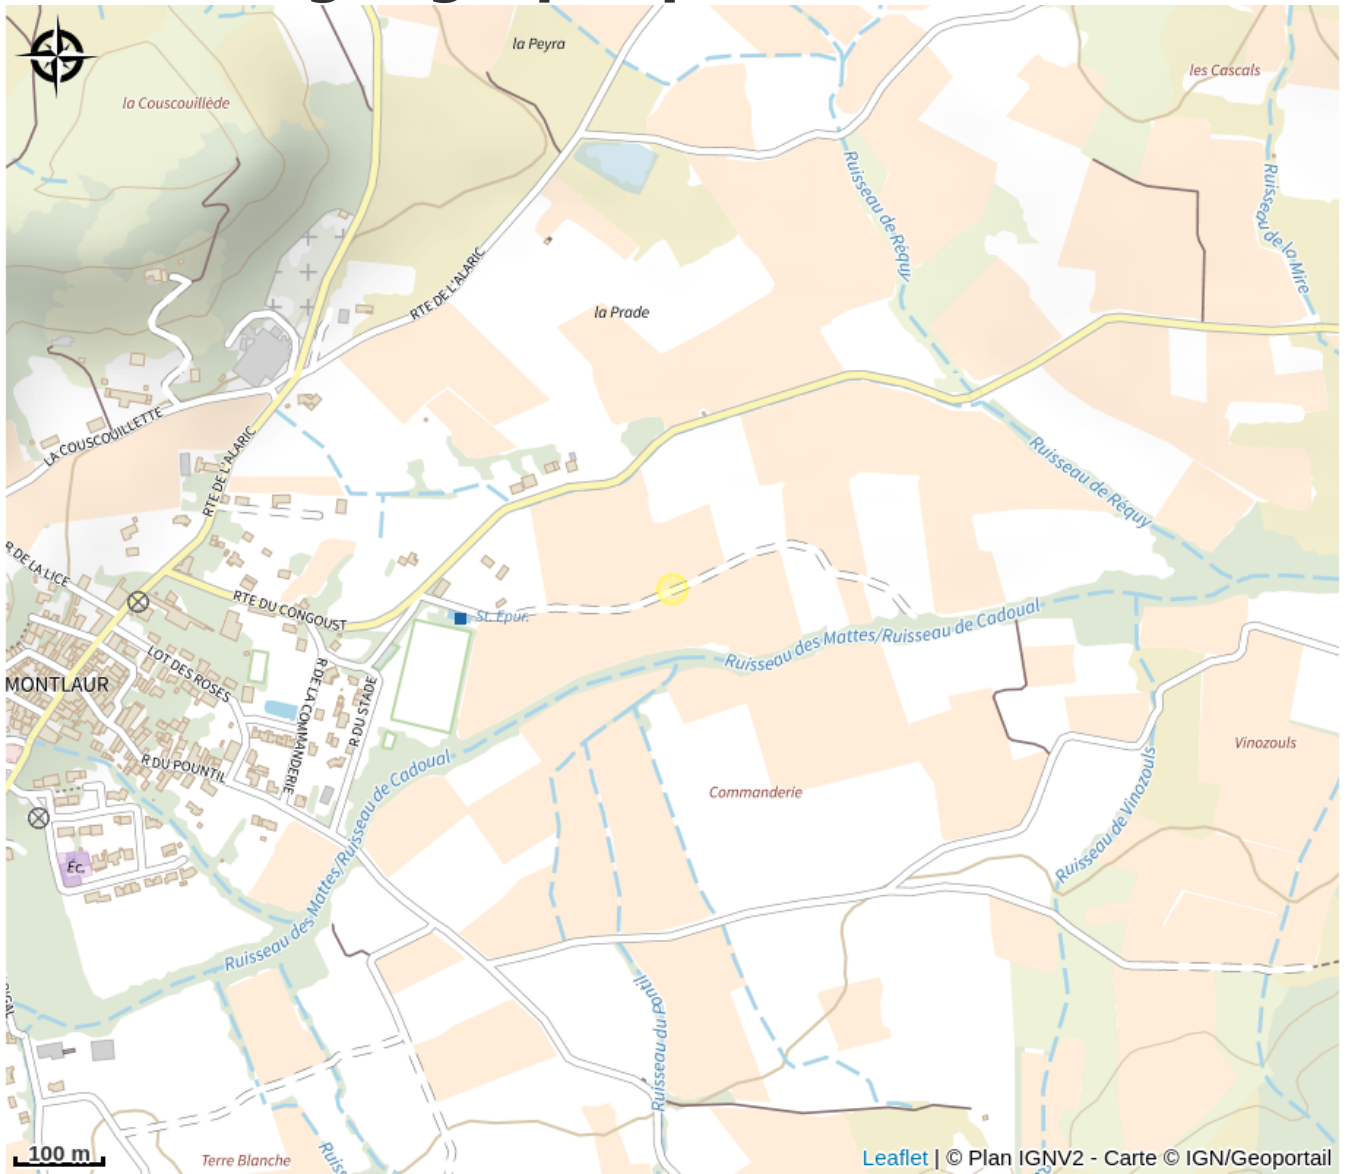 la Peyra
les Cascals
la Couscouillède
Ruisseau de Réquy
Ruisseau de la Mire
RTE DE L'ALARIC
la Prade
LA COUSCOUILLETTE
RTE DE L'ALARIC
Ruisseau de Réquy
R DE LA LICE
RTE DU CONGOUST
St. Epur.
Ruisseau des Mattes/Ruisseau de Cadoual
LOT DES ROSES
MONTLAUR
R DE LA COMMANDERIE
R DU STADE
R DU POUNTIL
Vinozouls
Commanderie
Ruisseau de Vinozouls
Ruisseau des Mattes/Ruisseau de Cadoual
Éc.
Ruisseau du Pontil
Terre Blanche
100 m
Leaflet | © Plan IGNV2 - Carte © IGN/Geoportail